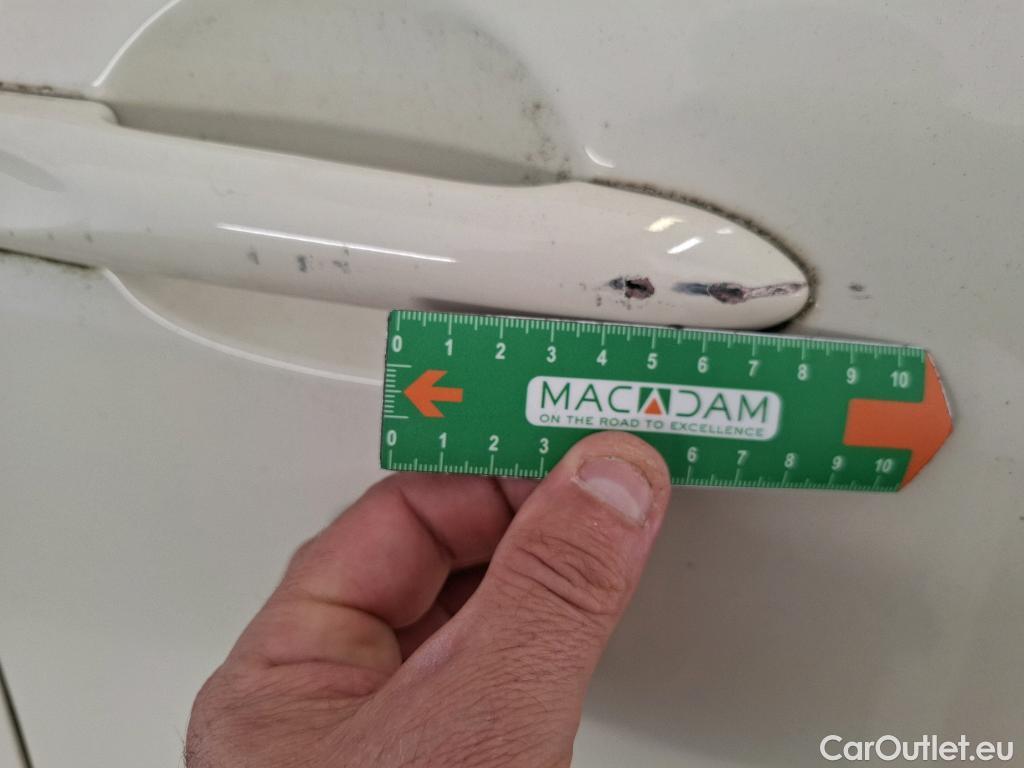 0 1 2 3 4 5 6 7 8 9 10
MACADAM
ON THE ROAD TO EXCELLENCE
0 1 2 3 6 7 8 9 10
CarOutlet.eu